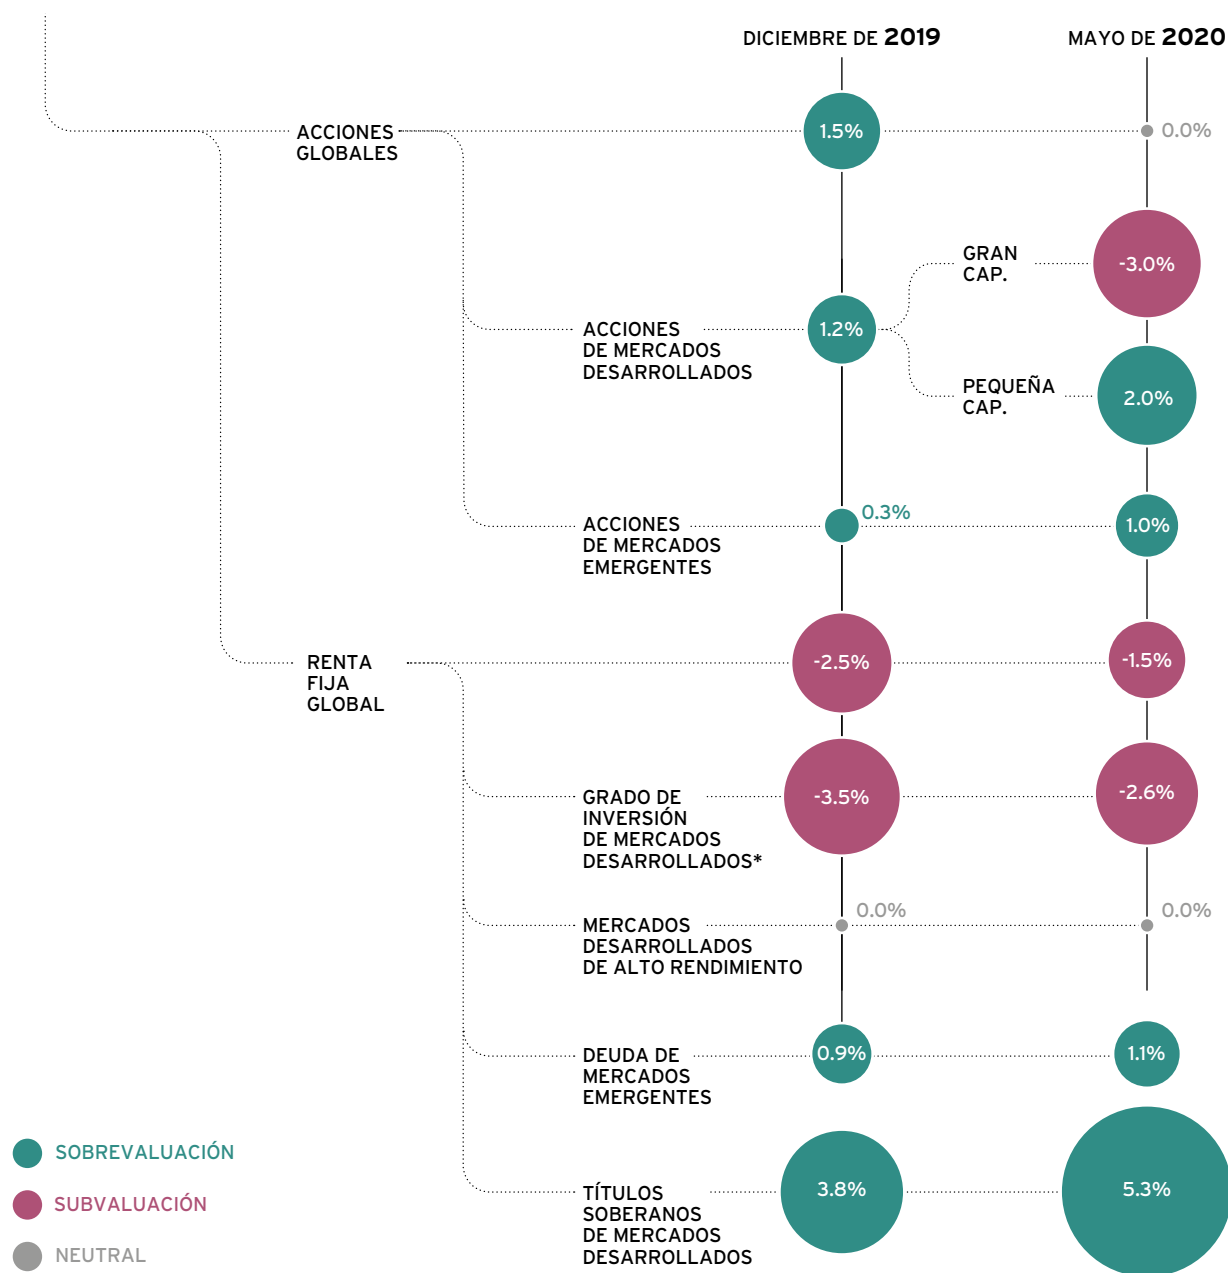 DICIEMBRE DE 2019
MAYO DE 2020
ACCIONES
GLOBALES
1.5%
0.0%
GRAN
CAP.
-3.0%
ACCIONES
DE MERCADOS
DESARROLLADOS
1.2%
PEQUEÑA
CAP.
2.0%
ACCIONES
DE MERCADOS
EMERGENTES
0.3%
1.0%
RENTA
FIJA
GLOBAL
-2.5%
-1.5%
GRADO DE
INVERSIÓN
DE MERCADOS
DESARROLLADOS*
-3.5%
-2.6%
MERCADOS
DESARROLLADOS
DE ALTO RENDIMIENTO
0.0%
0.0%
DEUDA DE
MERCADOS
EMERGENTES
0.9%
1.1%
TÍTULOS
SOBERANOS
DE MERCADOS
DESARROLLADOS
3.8%
5.3%
SOBREVALUACIÓN
SUBVALUACIÓN
NEUTRAL